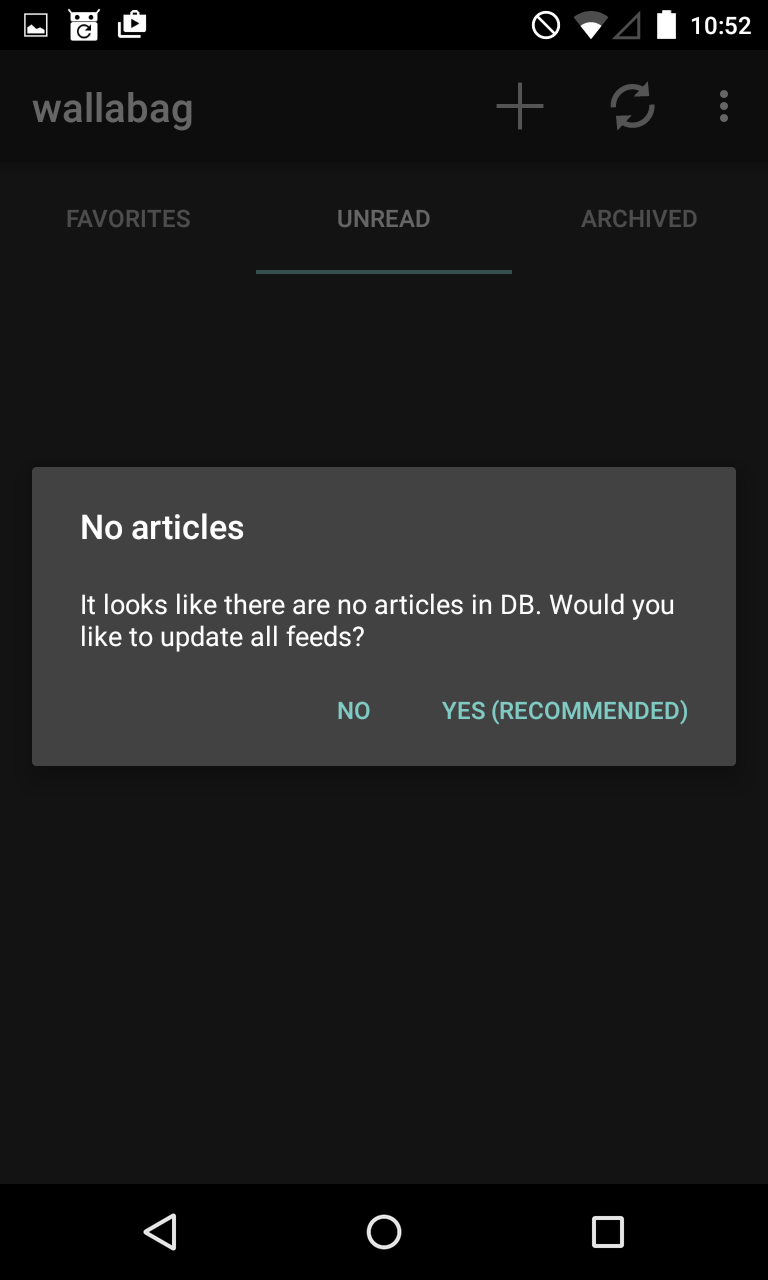 10:52
wallabag
FAVORITES
UNREAD
ARCHIVED
No articles
It looks like there are no articles in DB. Would you
like to update all feeds?
NO
YES (RECOMMENDED)